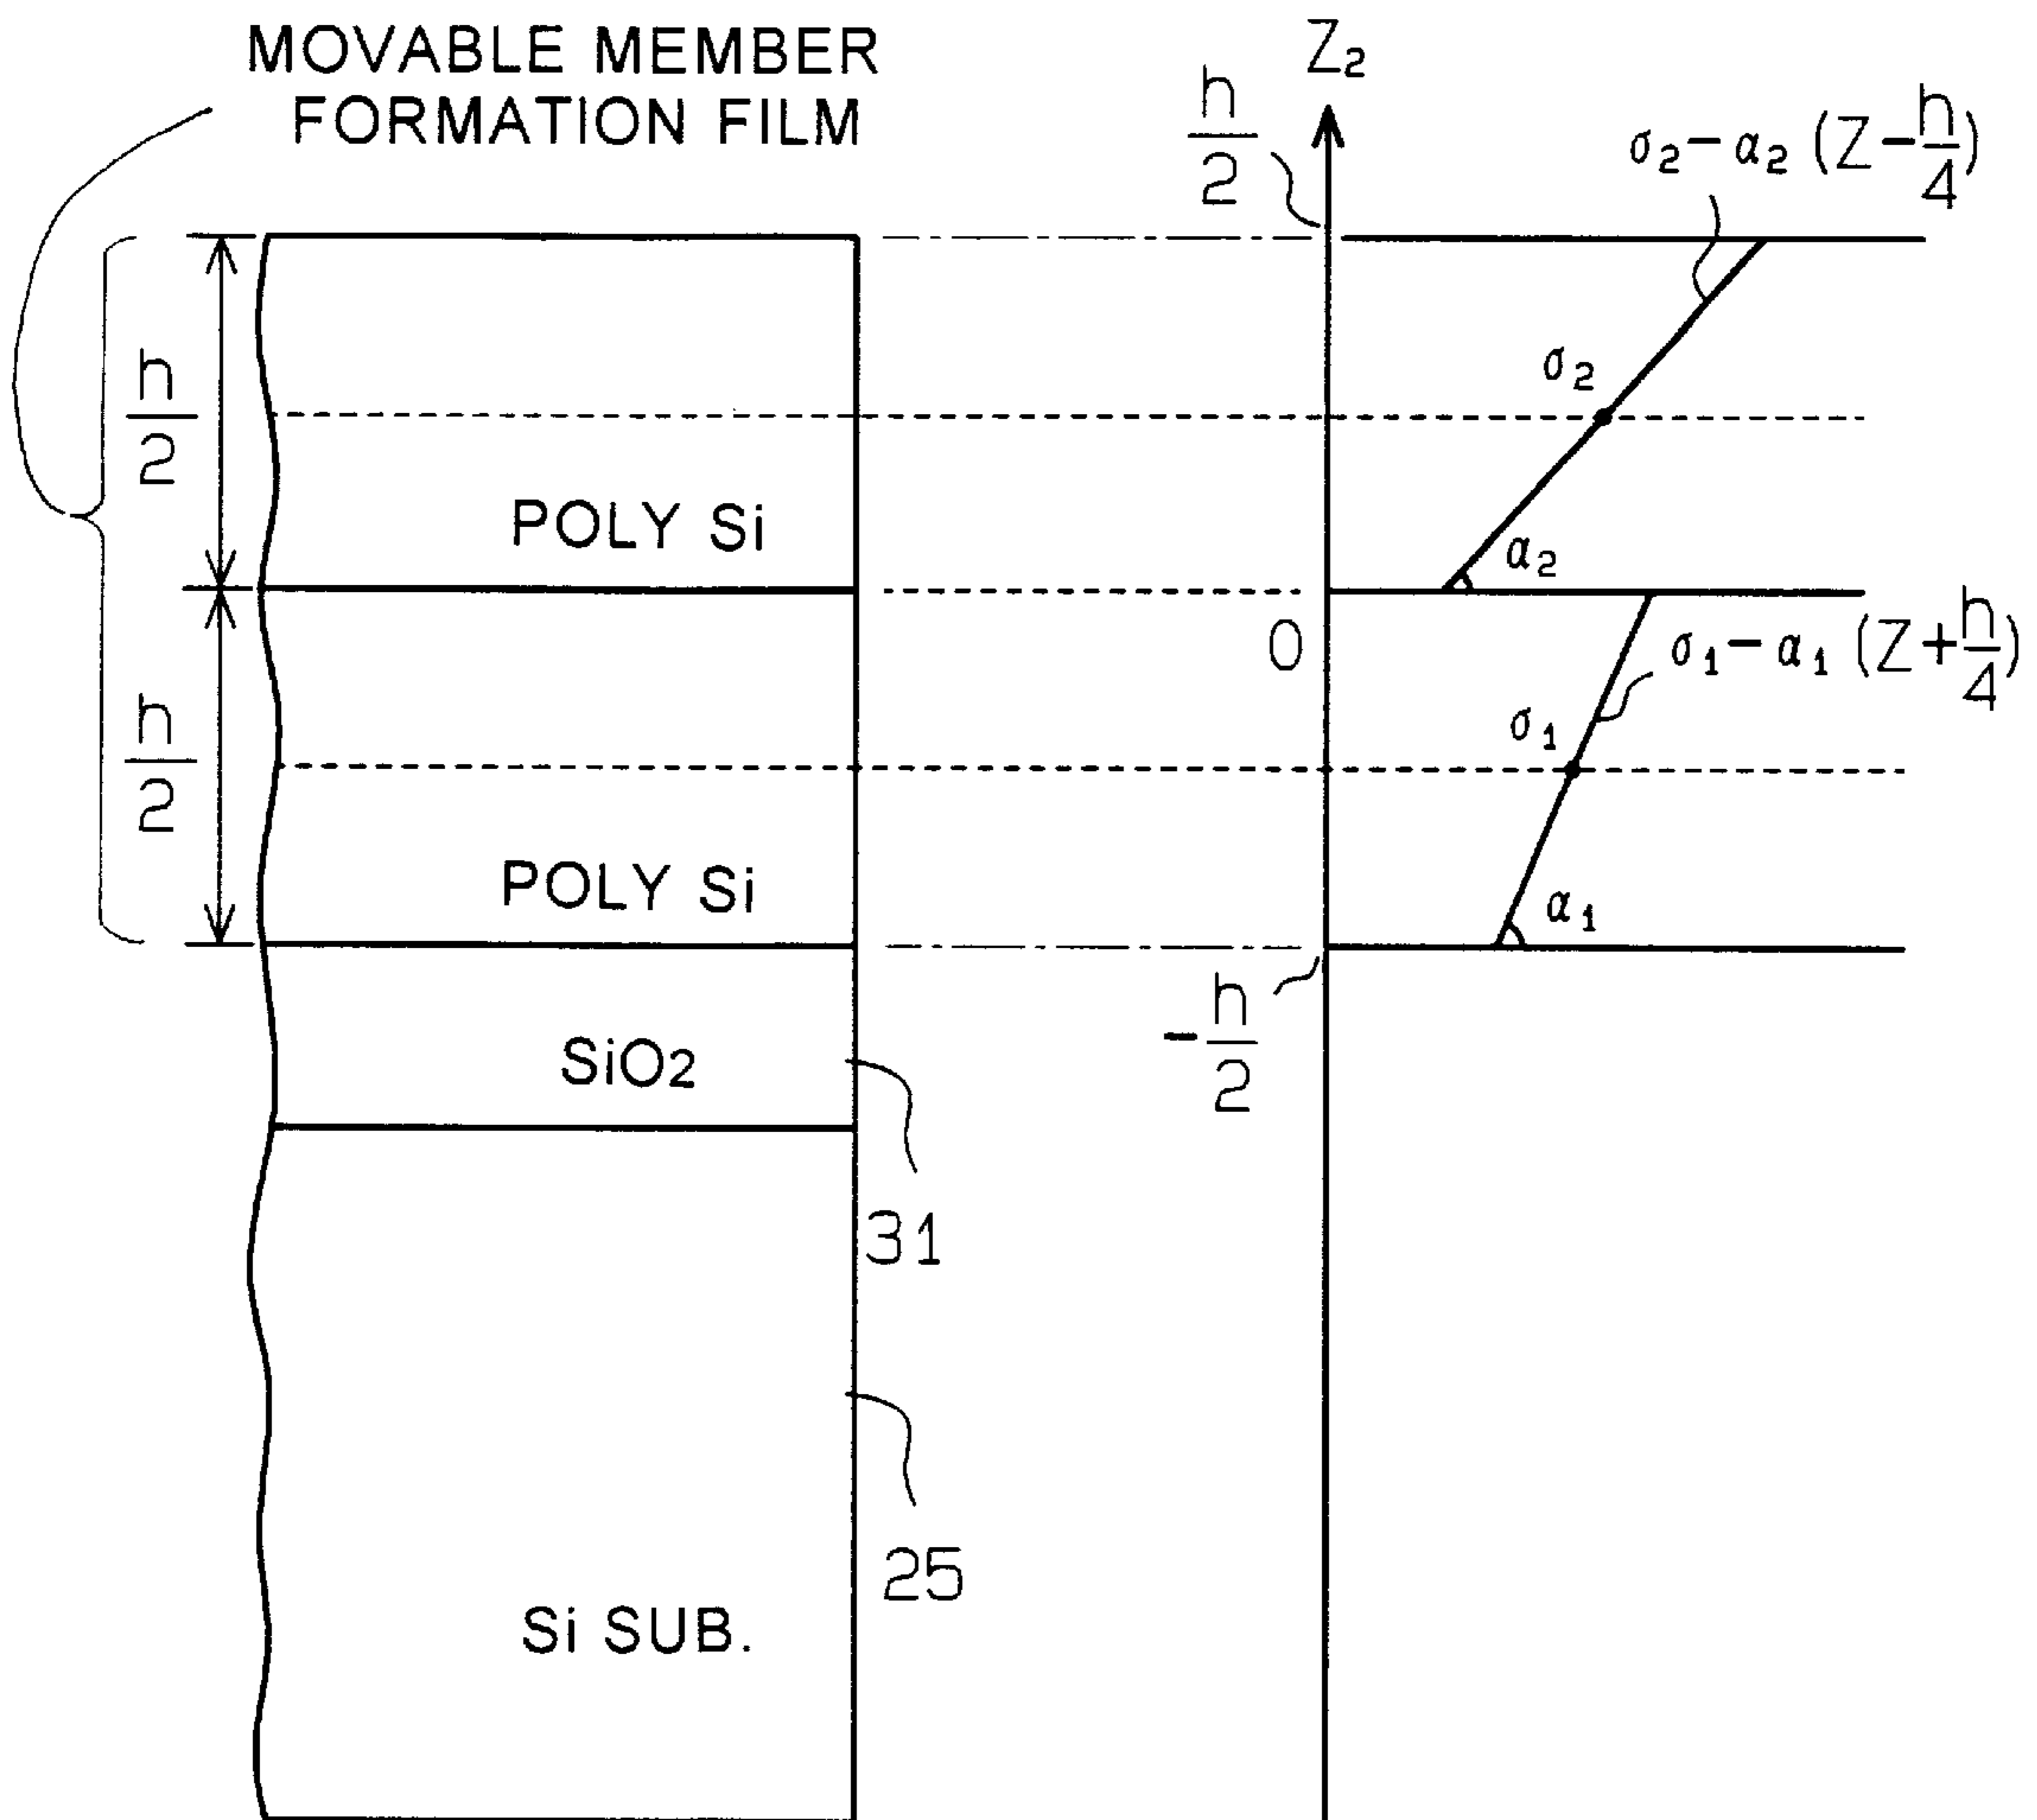 MOVABLE MEMBER
FORMATION FILM
Z₂
h/2
σ₂−α₂(Z−h/4)
h/2
σ₂
POLY Si
α₂
0
σ₁−α₁(Z+h/4)
h/2
σ₁
POLY Si
α₁
−h/2
SiO₂
31
25
Si SUB.